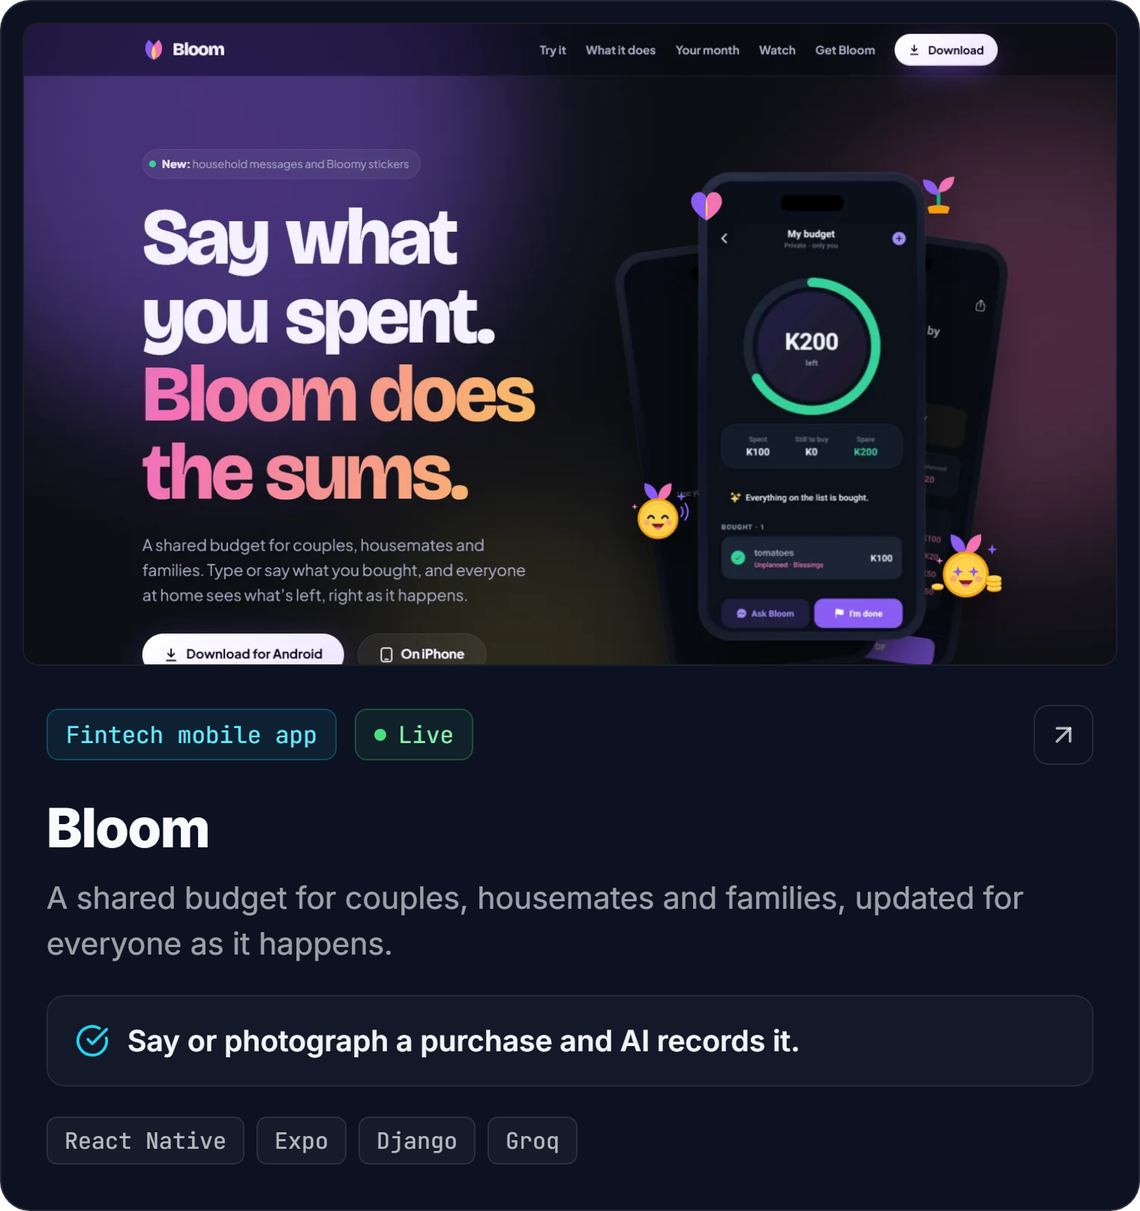 Bloom
Try it
What it does
Your month
Watch
Get Bloom
Download
New: household messages and Bloomy stickers
Say what
you spent.
Bloom does
the sums.
A shared budget for couples, housemates and
families. Type or say what you bought, and everyone
at home sees what's left, right as it happens.
Download for Android
On iPhone
My budget
Private · only you
K200
left
Spent
K100
Still to buy
K0
Spare
K200
Everything on the list is bought.
BOUGHT · 1
tomatoes
Unplanned · Blessings
K100
Ask Bloom
I'm done
by
Fintech mobile app
Live
Bloom
A shared budget for couples, housemates and families, updated for
everyone as it happens.
Say or photograph a purchase and AI records it.
React Native
Expo
Django
Groq